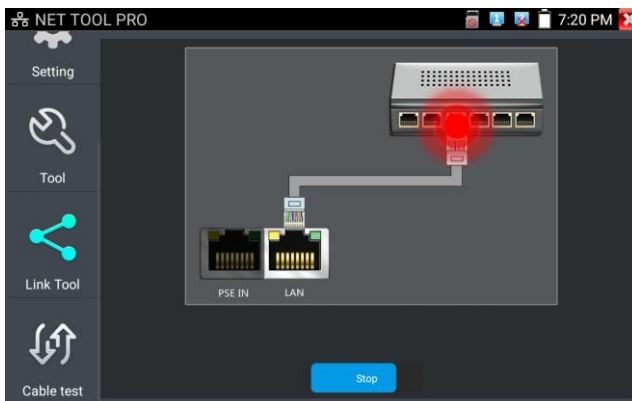 NET TOOL PRO
7:20 PM
Setting
Tool
Link Tool
Cable test
PSE IN
LAN
Stop